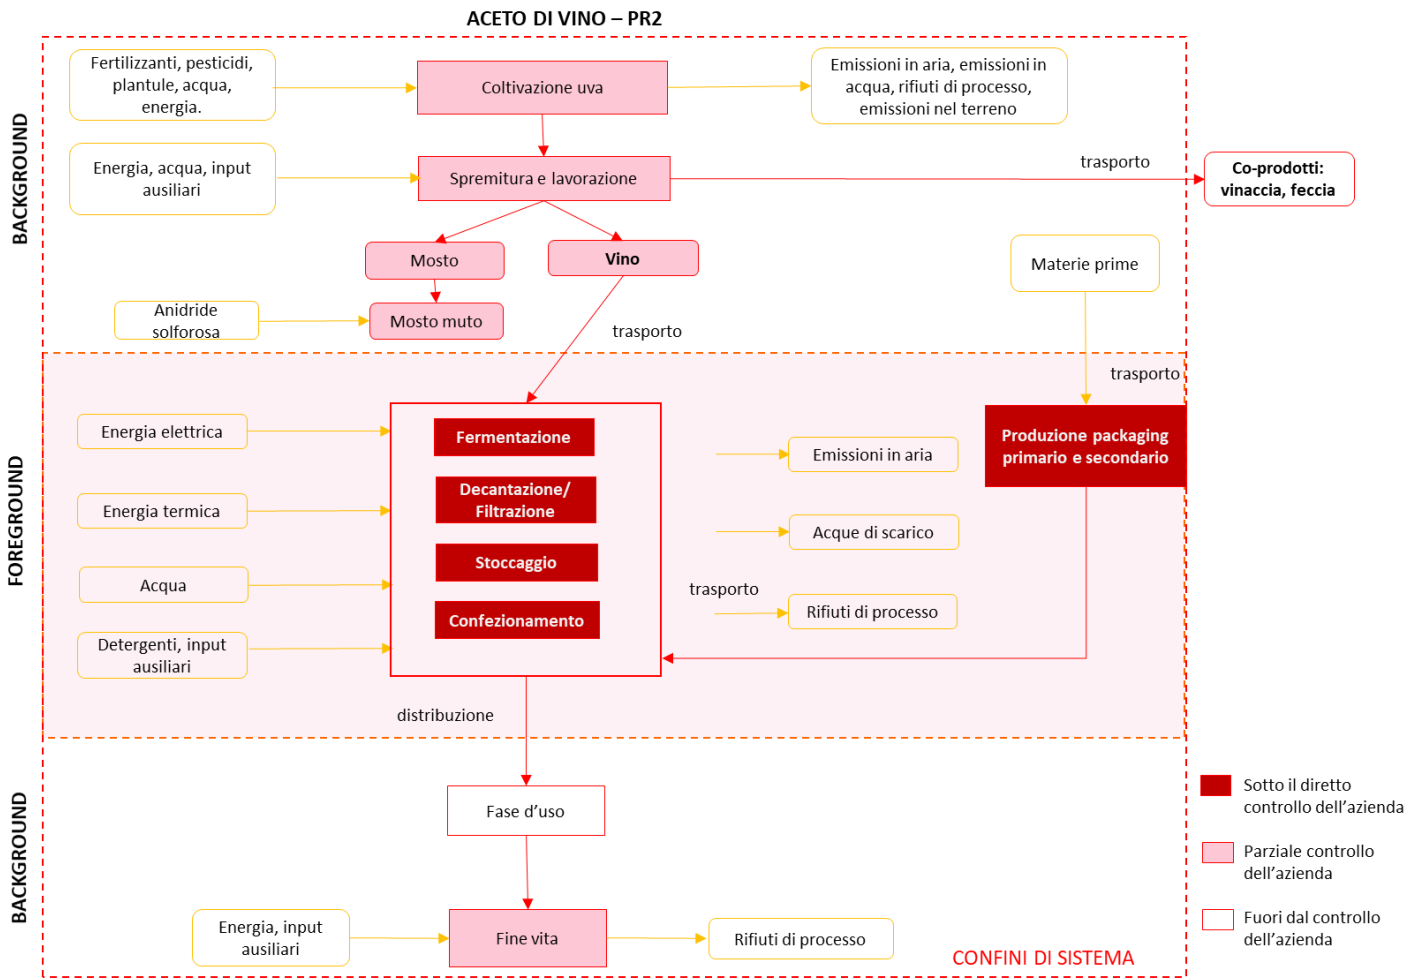 ACETO DI VINO – PR2
BACKGROUND
Fertilizzanti, pesticidi,
plantule, acqua,
energia.
Coltivazione uva
Emissioni in aria, emissioni in
acqua, rifiuti di processo,
emissioni nel terreno
Energia, acqua, input
ausiliari
Spremitura e lavorazione
trasporto
Co-prodotti:
vinaccia, feccia
Mosto
Vino
Materie prime
Anidride
solforosa
Mosto muto
trasporto
trasporto
FOREGROUND
Energia elettrica
Energia termica
Acqua
Detergenti, input
ausiliari
Fermentazione
Decantazione/
Filtrazione
Stoccaggio
Confezionamento
Emissioni in aria
Acque di scarico
trasporto
Rifiuti di processo
Produzione packaging
primario e secondario
distribuzione
BACKGROUND
Fase d’uso
Energia, input
ausiliari
Fine vita
Rifiuti di processo
CONFINI DI SISTEMA
Sotto il diretto
controllo dell’azienda
Parziale controllo
dell’azienda
Fuori dal controllo
dell’azienda